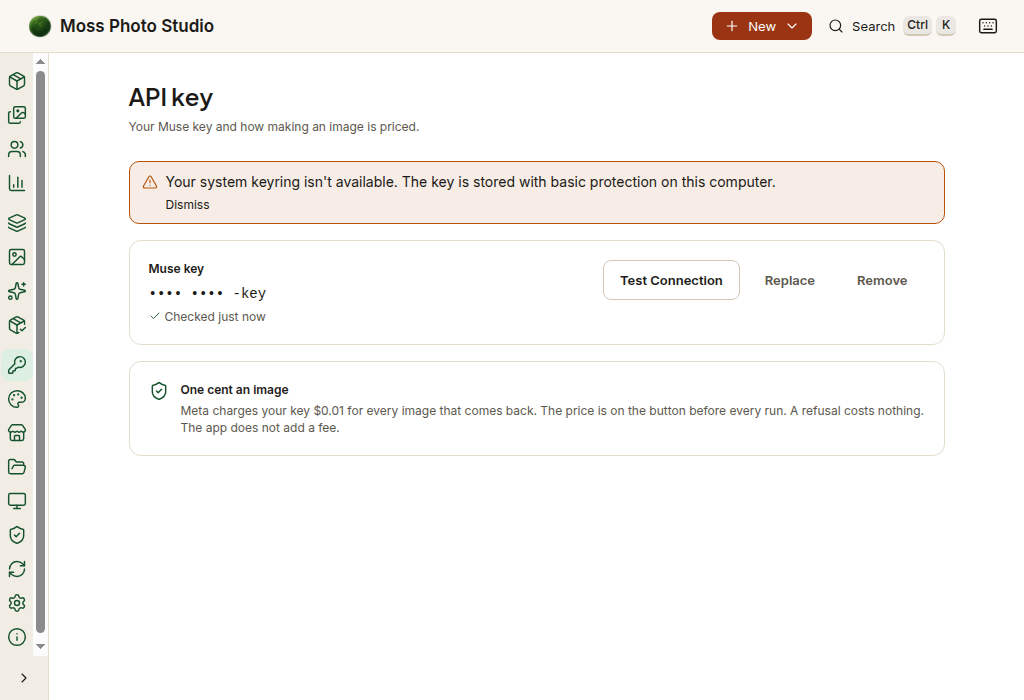 Moss Photo Studio
New
Search Ctrl K
API key
Your Muse key and how making an image is priced.
Your system keyring isn't available. The key is stored with basic protection on this computer.
Dismiss
Muse key
•••• •••• -key
Checked just now
Test Connection
Replace
Remove
One cent an image
Meta charges your key $0.01 for every image that comes back. The price is on the button before every run. A refusal costs nothing.
The app does not add a fee.